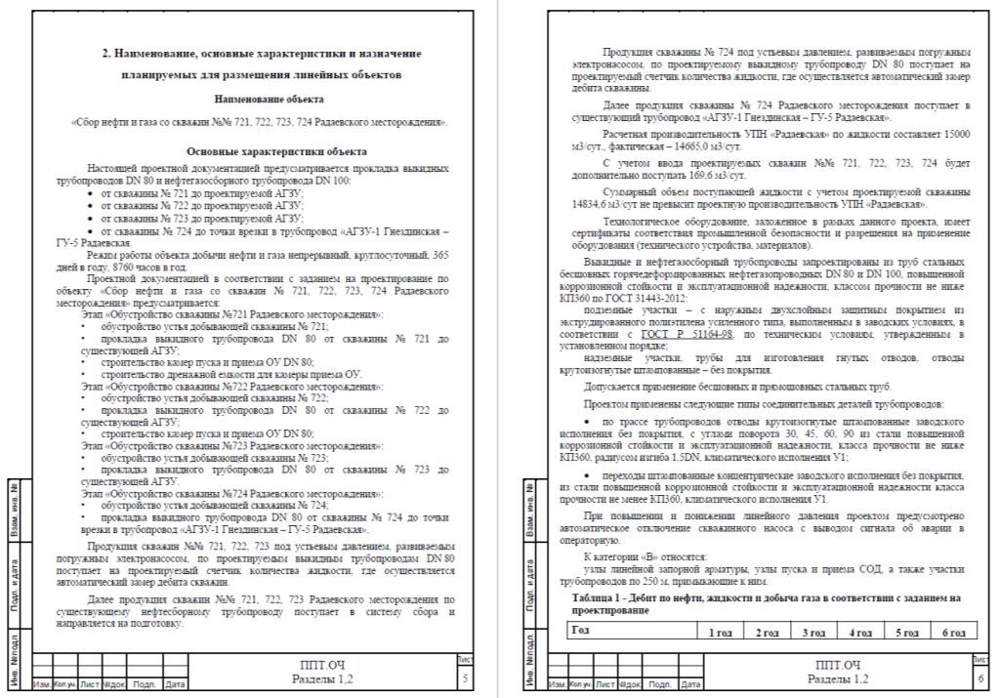 2. Наименование, основные характеристики и назначение
планируемых для размещения линейных объектов
Наименование объекта
«Сбор нефти и газа со скважин №№ 721, 722, 723, 724 Радаевского месторождения».
Основные характеристики объекта
Настоящей проектной документацией предусматривается прокладка выкидных
трубопроводов DN 80 и нефтегазосборного трубопровода DN 100:
• от скважины № 721 до проектируемой АГЗУ;
• от скважины № 722 до проектируемой АГЗУ;
• от скважины № 723 до проектируемой АГЗУ;
• от скважины № 724 до точки врезки в трубопровод «АГЗУ-1 Гнездинская –
ГУ-5 Радаевская.
Режим работы объекта добычи нефти и газа непрерывный, круглосуточный, 365
дней в году, 8760 часов в год.
Проектной документацией в соответствии с заданием на проектирование по
объекту «Сбор нефти и газа со скважин № 721, 722, 723, 724 Радаевского
месторождения» предусматривается:
Этап «Обустройство скважины №721 Радаевского месторождения»:
• обустройство устья добывающей скважины № 721;
• прокладка выкидного трубопровода DN 80 от скважины № 721 до
существующей АГЗУ;
• строительство камер пуска и приема ОУ DN 80;
• строительство дренажной емкости для камеры приема ОУ.
Этап «Обустройство скважины №722 Радаевского месторождения»:
• обустройство устья добывающей скважины № 722;
• прокладка выкидного трубопровода DN 80 от скважины № 722 до
существующей АГЗУ;
• строительство камер пуска и приема ОУ DN 80;
Этап «Обустройство скважины №723 Радаевского месторождения»:
• обустройство устья добывающей скважины № 723;
• прокладка выкидного трубопровода DN 80 от скважины № 723 до
существующей АГЗУ.
Этап «Обустройство скважины №724 Радаевского месторождения»:
• обустройство устья добывающей скважины № 724;
• прокладка выкидного трубопровода DN 80 от скважины № 724 до точки
врезки в трубопровод «АГЗУ-1 Гнездинская – ГУ-5 Радаевская».
Продукция скважин №№ 721, 722, 723 под устьевым давлением, развиваемым
погружным электронасосом, по проектируемым выкидным трубопроводам DN 80
поступает на проектируемый счетчик количества жидкости, где осуществляется
автоматический замер дебита скважин.
Далее продукция скважин №№ 721, 722, 723 Радаевского месторождения по
существующему нефтесборному трубопроводу поступает в систему сбора и
направляется на подготовку.
Взам. инв. №
Подп. и дата
Инв. №подл.
Изм. Кол.уч. Лист №док. Подп. Дата
ППТ.ОЧ
Разделы 1,2
Лист
5
Продукция скважины № 724 под устьевым давлением, развиваемым погружным
электронасосом, по проектируемому выкидному трубопроводу DN 80 поступает на
проектируемый счетчик количества жидкости, где осуществляется автоматический замер
дебита скважины.
Далее продукция скважины № 724 Радаевского месторождения поступает в
существующий трубопровод «АГЗУ-1 Гнездинская – ГУ-5 Радаевская».
Расчетная производительность УПН «Радаевская» по жидкости составляет 15000
м3/сут., фактическая – 14665,0 м3/сут.
С учетом ввода проектируемых скважин №№ 721, 722, 723, 724 будет
дополнительно поступать 169,6 м3/сут.
Суммарный объем поступающей жидкости с учетом проектируемой скважины
14834,6 м3/сут не превысит проектную производительность УПН «Радаевская».
Технологическое оборудование, заложенное в рамках данного проекта, имеет
сертификаты соответствия промышленной безопасности и разрешения на применение
оборудования (технического устройства, материалов).
Выкидные и нефтегазосборный трубопроводы запроектированы из труб стальных
бесшовных горячедеформированных нефтегазопроводных DN 80 и DN 100, повышенной
коррозионной стойкости и эксплуатационной надежности, классом прочности не ниже
КП360 по ГОСТ 31443-2012:
подземные участки – с наружным двухслойным защитным покрытием из
экструдированного полиэтилена усиленного типа, выполненным в заводских условиях, в
соответствии с ГОСТ Р 51164-98, по техническим условиям, утвержденным в
установленном порядке;
надземные участки, трубы для изготовления гнутых отводов, отводы
крутоизогнутые штампованные – без покрытия.
Допускается применение бесшовных и прямошовных стальных труб.
Проектом применены следующие типы соединительных деталей трубопроводов:
• по трассе трубопроводов отводы крутоизогнутые штампованные заводского
исполнения без покрытия, с углами поворота 30, 45, 60, 90 из стали повышенной
коррозионной стойкости и эксплуатационной надежности, класса прочности не ниже
КП360, радиусом изгиба 1,5DN, климатического исполнения У1;
• переходы штампованные концентрические заводского исполнения без покрытия,
из стали повышенной коррозионной стойкости и эксплуатационной надежности класса
прочности не менее КП360, климатического исполнения У1.
При повышении и понижении линейного давления проектом предусмотрено
автоматическое отключение скважинного насоса с выводом сигнала об аварии в
операторную.
К категории «В» относятся:
узлы линейной запорной арматуры, узлы пуска и приема СОД, а также участки
трубопроводов по 250 м, примыкающие к ним.
Таблица 1 - Дебит по нефти, жидкости и добыча газа в соответствии с заданием на
проектирование
Год 1 год 2 год 3 год 4 год 5 год 6 год
Взам. инв. №
Подп. и дата
Инв. №подл.
Изм. Кол.уч. Лист №док. Подп. Дата
ППТ.ОЧ
Разделы 1,2
Лист
6